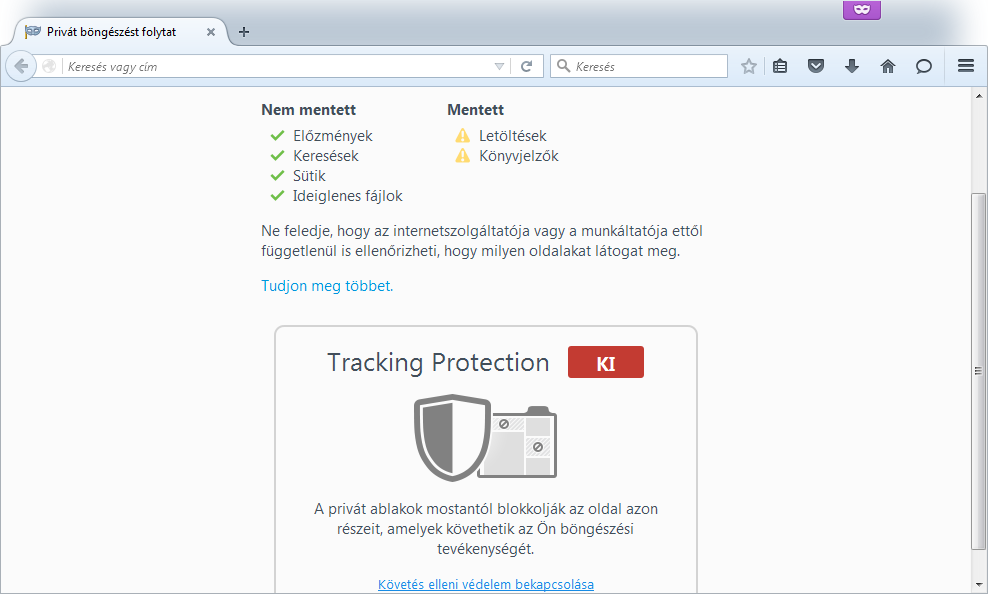 Privát böngészést folytat
Keresés vagy cím
Keresés
Nem mentett
Előzmények
Keresések
Sütik
Ideiglenes fájlok
Mentett
Letöltések
Könyvjelzők
Ne feledje, hogy az internetszolgáltatója vagy a munkáltatója ettől
függetlenül is ellenőrizheti, hogy milyen oldalakat látogat meg.
Tudjon meg többet.
Tracking Protection
KI
A privát ablakok mostantól blokkolják az oldal azon
részeit, amelyek követhetik az Ön böngészési
tevékenységét.
Követés elleni védelem bekapcsolása